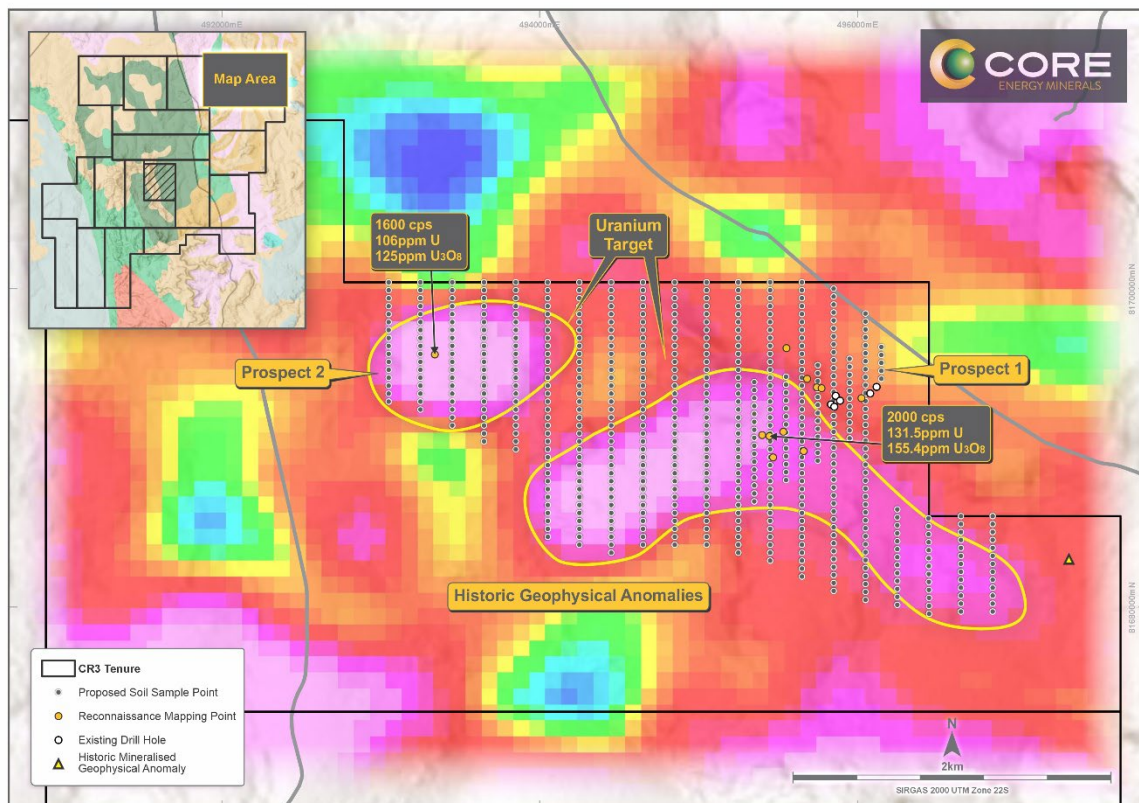 492000mE
494000mE
496000mE
Map Area
CORE
ENERGY MINERALS
1600 cps
106ppm U
125ppm U₃O₈
Uranium
Target
8170000mN
Prospect 2
Prospect 1
2000 cps
131.5ppm U
155.4ppm U₃O₈
Historic Geophysical Anomalies
8168000mN
CR3 Tenure
Proposed Soil Sample Point
Reconnaissance Mapping Point
Existing Drill Hole
Historic Mineralised
Geophysical Anomaly
N
2km
SIRGAS 2000 UTM Zone 22S